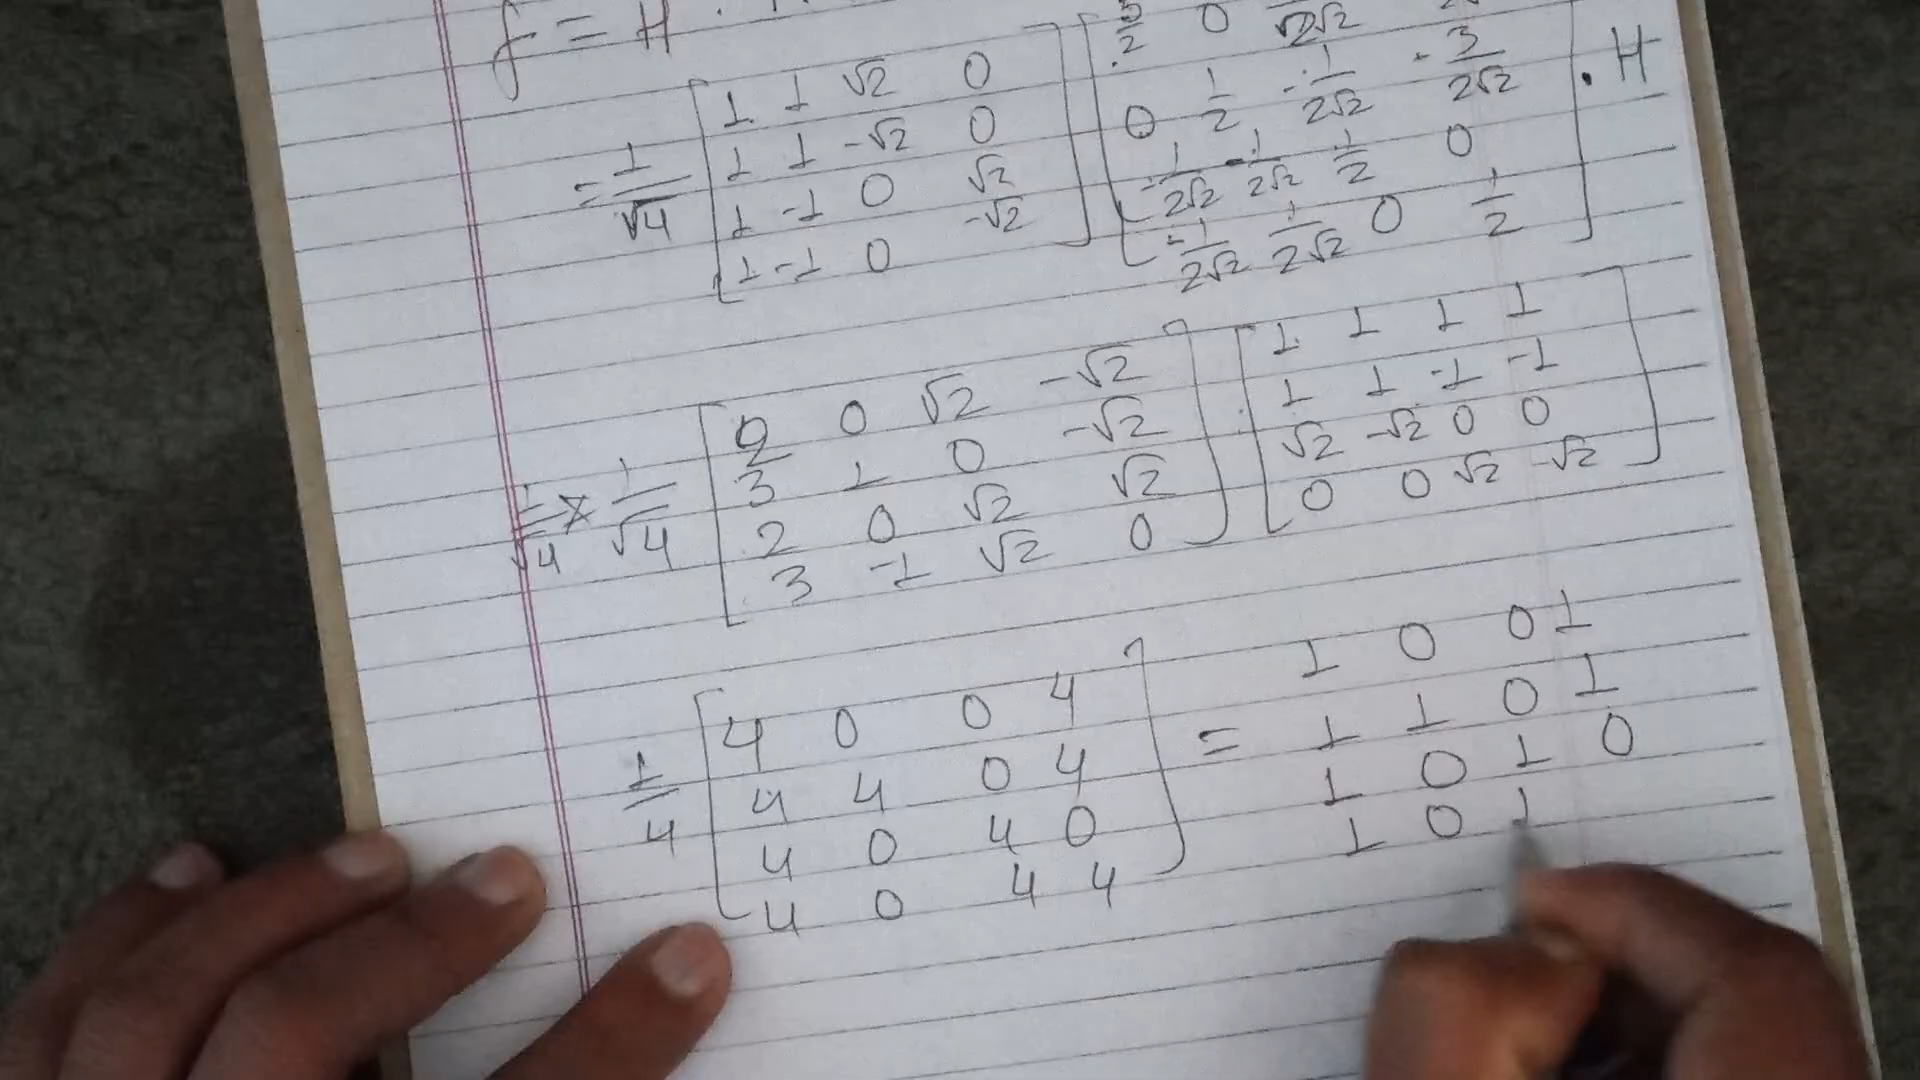 f = H .
= 1/√4 [1 1 √2 0] [5/2 0 1/2√2
[1 1 -√2 0] [0 1/2 -1/2√2 -3/2√2] . H
[1 -1 0 √2] [-1/2√2 -1/2√2 1/2 0]
[1 -1 0 -√2] [-1/2√2 1/2√2 0 1/2]
1/√4 × 1/√4 [2 0 √2 -√2] [1 1 1 1]
[3 1 0 -√2] [1 1 -1 -1]
[2 0 √2 √2] [√2 -√2 0 0]
[3 -1 √2 0] [0 0 √2 -√2]
1/4 [4 0 0 4] = 1 0 0 1
[4 4 0 4] 1 1 0 1
[4 0 4 0] 1 0 1 0
[4 0 4 4] 1 0 1